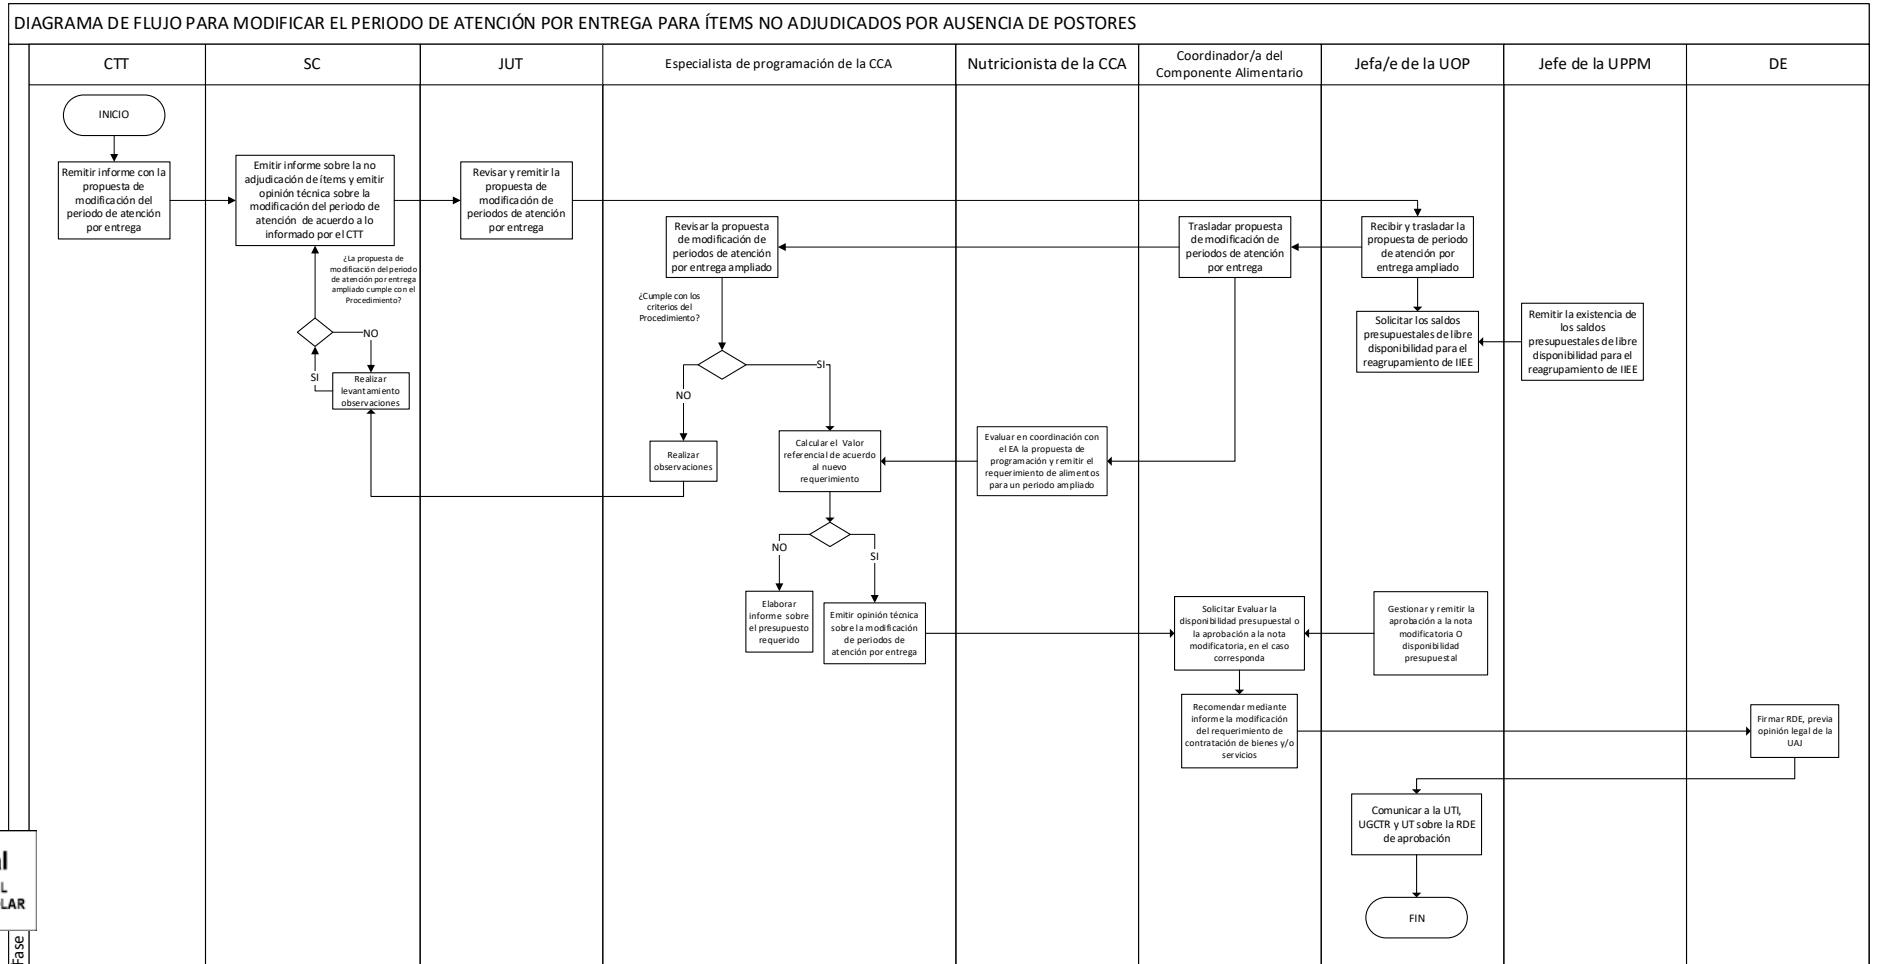 DIAGRAMA DE FLUJO PARA MODIFICAR EL PERIODO DE ATENCIÓN POR ENTREGA PARA ÍTEMS NO ADJUDICADOS POR AUSENCIA DE POSTORES
CTT
SC
JUT
Especialista de programación de la CCA
Nutricionista de la CCA
Coordinador/a del
Componente Alimentario
Jefa/e de la UOP
Jefe de la UPPM
DE
INICIO
Remitir informe con la
propuesta de
modificación del
periodo de atención
por entrega
Emitir informe sobre la no
adjudicación de ítems y emitir
opinión técnica sobre la
modificación del periodo de
atención de acuerdo a lo
informado por el CTT
Revisar y remitir la
propuesta de
modificación de
periodos de atención
por entrega
Revisar la propuesta
de modificación de
periodos de atención
por entrega ampliado
Trasladar propuesta
de modificación de
periodos de atención
por entrega
Recibir y trasladar la
propuesta de periodo
de atención por
entrega ampliado
¿La propuesta de
modificación del periodo
de atención por entrega
ampliado cumple con el
Procedimiento?
¿Cumple con los
criterios del
Procedimiento?
Solicitar los saldos
presupuestales de libre
disponibilidad para el
reagrupamiento de IIEE
Remitir la existencia de
los saldos
presupuestales de libre
disponibilidad para el
reagrupamiento de IIEE
NO
SI
Realizar
levantamiento
observaciones
SI
NO
Realizar
observaciones
Calcular el Valor
referencial de acuerdo
al nuevo
requerimiento
Evaluar en coordinación con
el EA la propuesta de
programación y remitir el
requerimiento de alimentos
para un periodo ampliado
NO
SI
Elaborar
informe sobre
el presupuesto
requerido
Emitir opinión técnica
sobre la modificación
de periodos de
atención por entrega
Solicitar Evaluar la
disponibilidad presupuestal o
la aprobación a la nota
modificatoria, en el caso
corresponda
Gestionar y remitir la
aprobación a la nota
modificatoria O
disponibilidad
presupuestal
Recomendar mediante
informe la modificación
del requerimiento de
contratación de bienes y/o
servicios
Firmar RDE, previa
opinión legal de la
UAJ
Comunicar a la UTI,
UGCTR y UT sobre la RDE
de aprobación
FIN
Fase